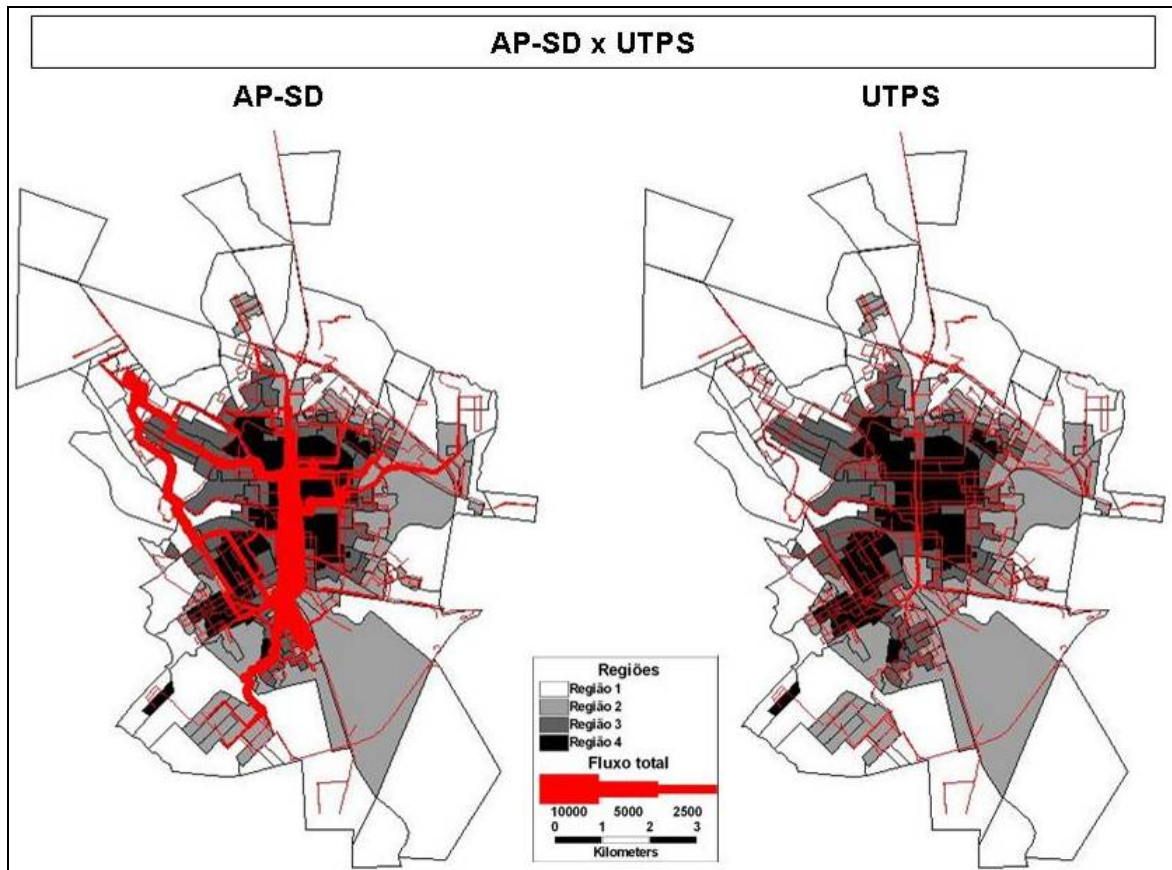 AP-SD x UTPS
AP-SD
UTPS
Regiões
Região 1
Região 2
Região 3
Região 4
Fluxo total
10000 5000 2500
0 1 2 3
Kilometers